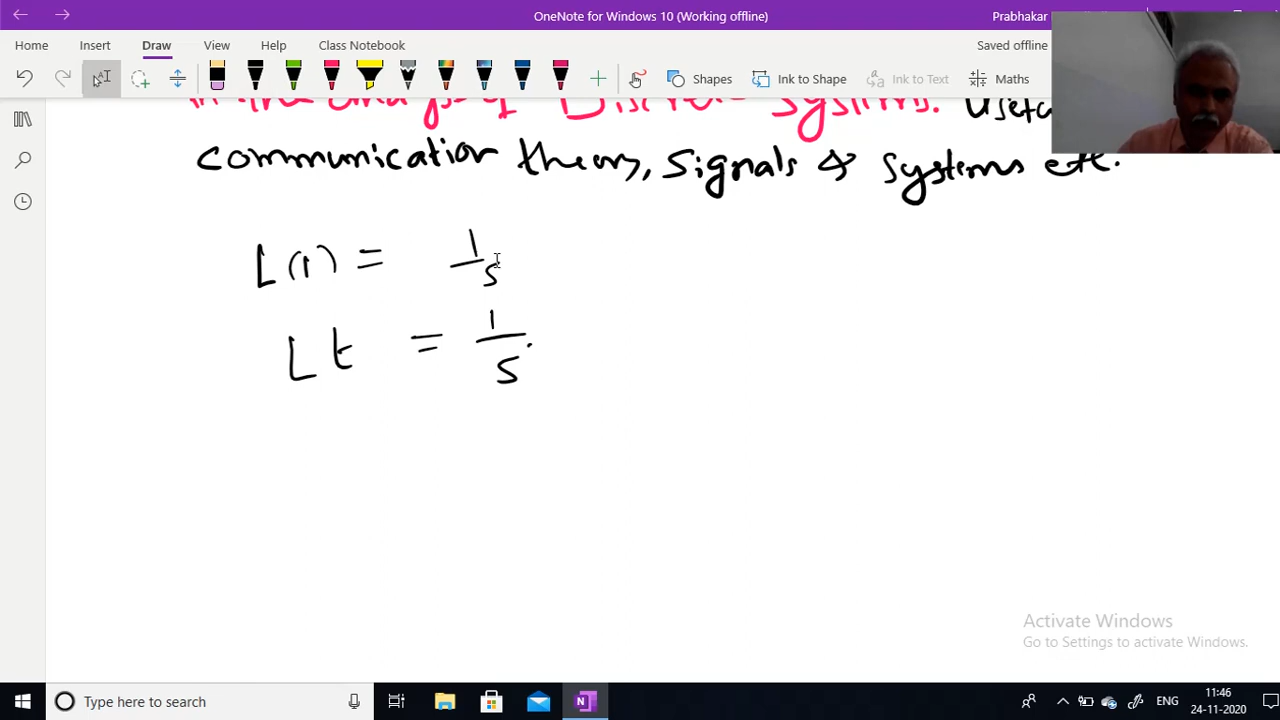 OneNote for Windows 10 (Working offline)
Prabhakar
Home Insert Draw View Help Class Notebook
Saved offline
Shapes Ink to Shape Ink to Text Maths
Discrete Systems.
communication theory, Signals & Systems etc.
L(1) = 1/s
L t = 1/s
Activate Windows
Go to Settings to activate Windows.
Type here to search
ENG
11:46
24-11-2020